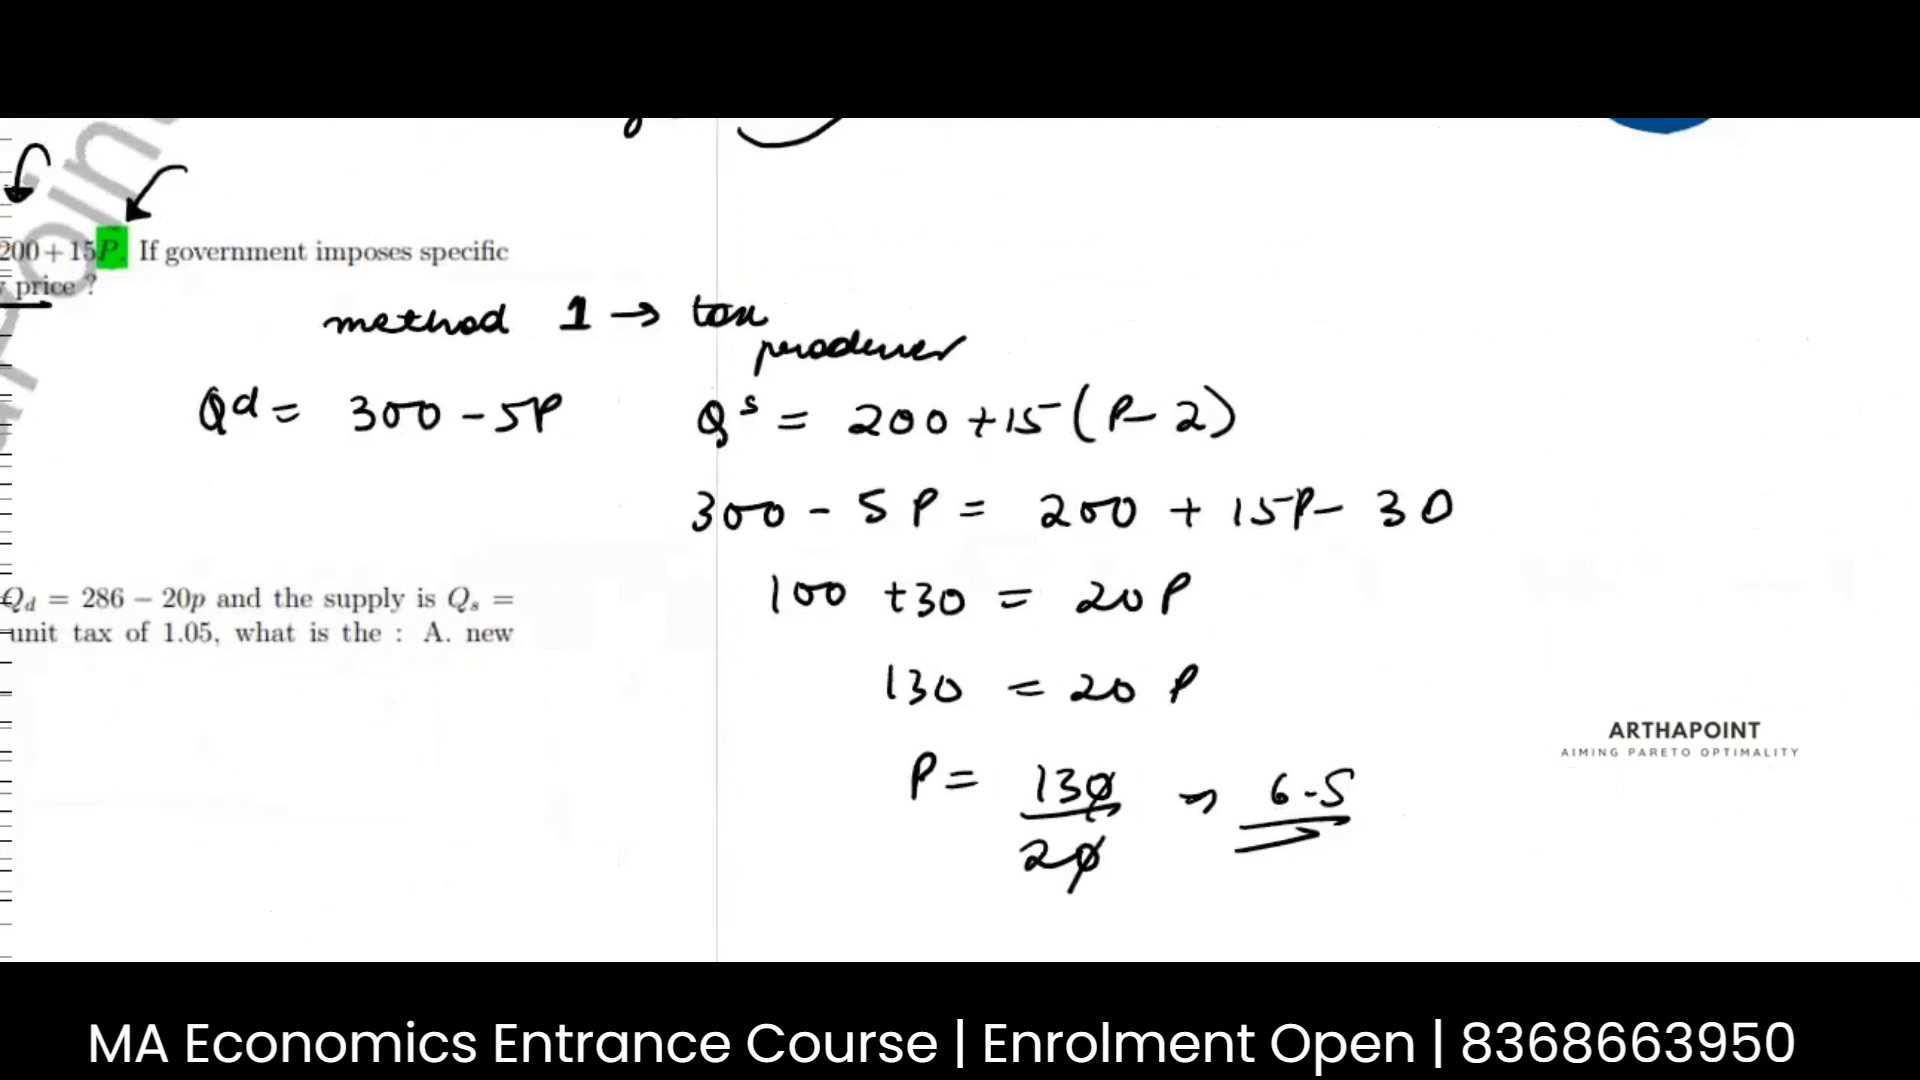 200 + 15P. If government imposes specific
price ?
method 1 → tax
producer
Qd = 300 - 5P
Qs = 200 + 15 (P - 2)
300 - 5P = 200 + 15P - 30
100 + 30 = 20P
Qd = 286 − 20p and the supply is Qs =
unit tax of 1.05, what is the : A. new
130 = 20 P
ARTHAPOINT
AIMING PARETO OPTIMALITY
P = 130
20
6.5
MA Economics Entrance Course | Enrolment Open | 8368663950